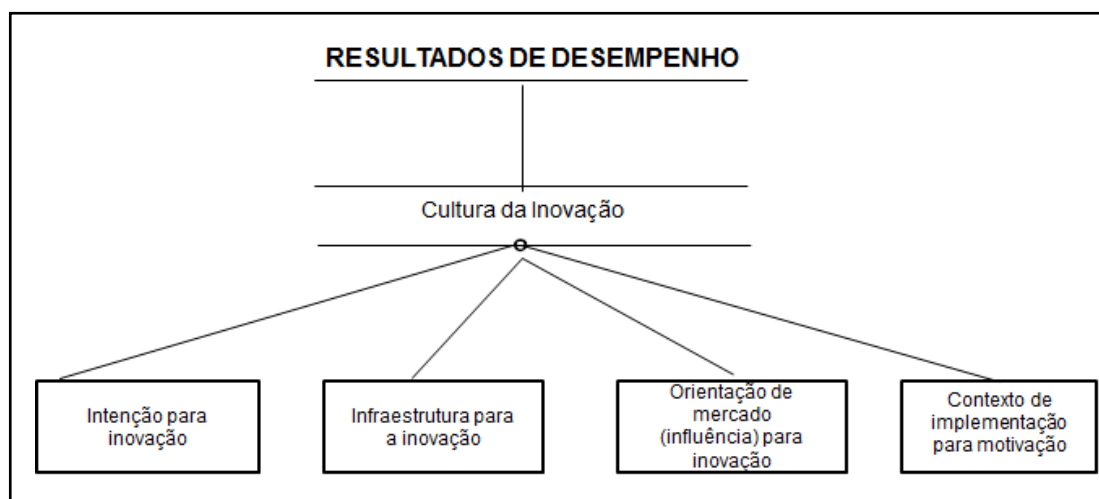 RESULTADOS DE DESEMPENHO
Cultura da Inovação
Intenção para
inovação
Infraestrutura para
a inovação
Orientação de
mercado
(influência) para
inovação
Contexto de
implementação
para motivação